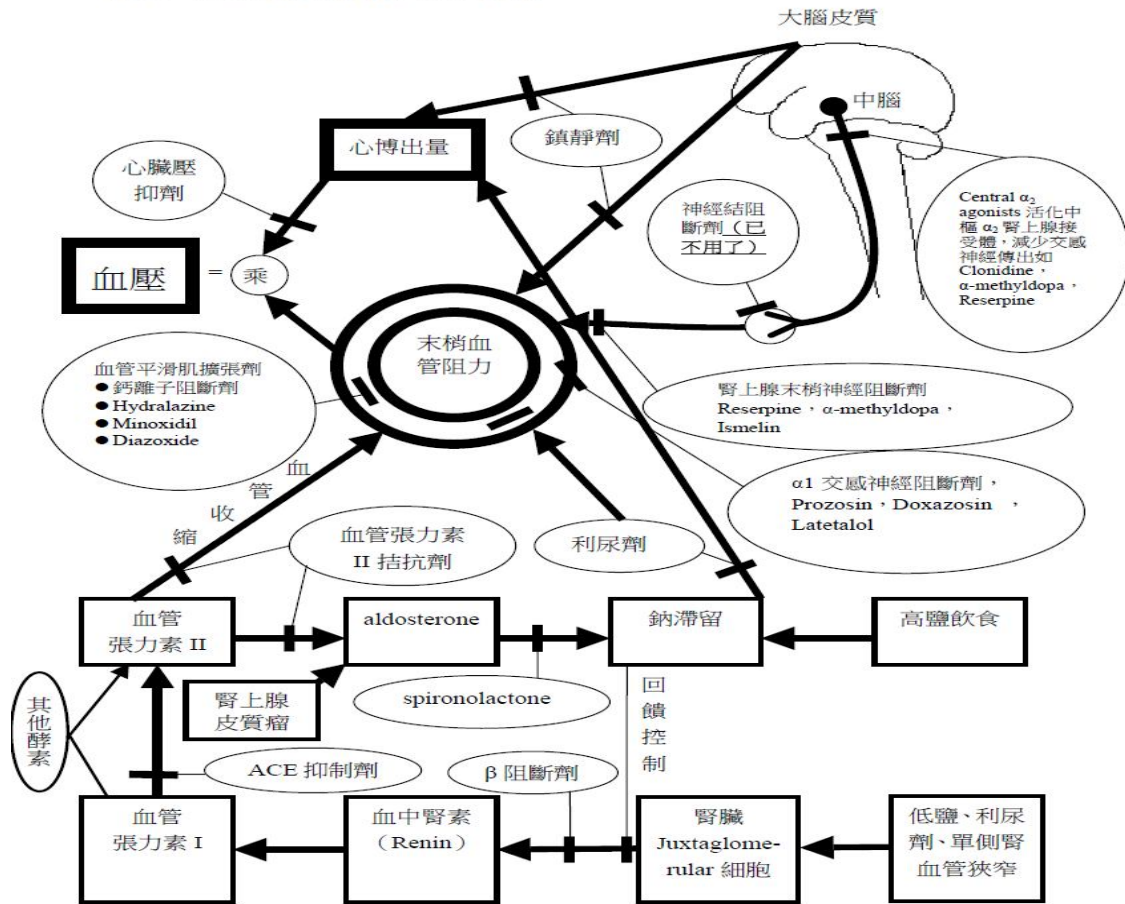 大腦皮質
中腦
心博出量
鎮靜劑
心臟壓
抑劑
神經結阻
斷劑（已
不用了）
Central α₂
agonists 活化中
樞 α₂ 腎上腺接
受體，減少交感
神經傳出如
Clonidine，
α-methyldopa，
Reserpine
血壓
=
乘
末梢血
管阻力
血管平滑肌擴張劑
●鈣離子阻斷劑
●Hydralazine
●Minoxidil
●Diazoxide
腎上腺末梢神經阻斷劑
Reserpine，α-methyldopa，
Ismelin
α1 交感神經阻斷劑，
Prozosin，Doxazosin ，
Latetalol
血
管
收
縮
血管張力素
II 拮抗劑
利尿劑
血管
張力素 II
aldosterone
鈉滯留
高鹽飲食
其他酵素
腎上腺
皮質瘤
spironolactone
回
饋
控
制
ACE 抑制劑
β 阻斷劑
血管
張力素 I
血中腎素
（Renin）
腎臟
Juxtaglome-
rular 細胞
低鹽、利尿
劑、單側腎
血管狹窄